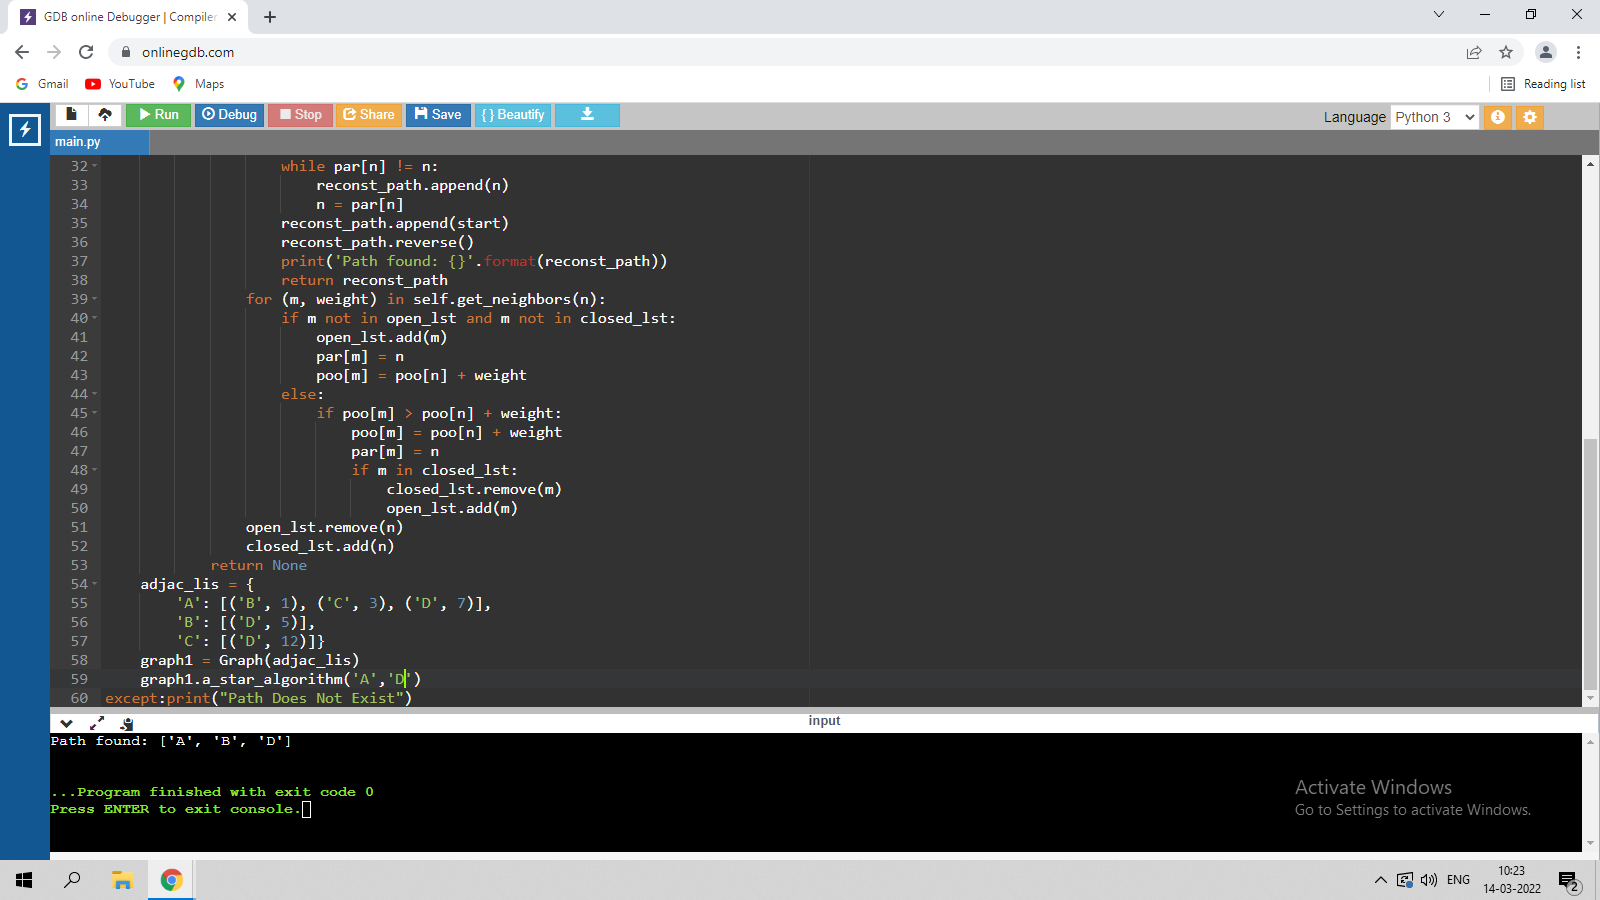 GDB online Debugger | Compiler
onlinegdb.com
Gmail YouTube Maps Reading list
Run Debug Stop Share Save { } Beautify Language Python 3
main.py
32 while par[n] != n:
33 reconst_path.append(n)
34 n = par[n]
35 reconst_path.append(start)
36 reconst_path.reverse()
37 print('Path found: {}'.format(reconst_path))
38 return reconst_path
39 for (m, weight) in self.get_neighbors(n):
40 if m not in open_lst and m not in closed_lst:
41 open_lst.add(m)
42 par[m] = n
43 poo[m] = poo[n] + weight
44 else:
45 if poo[m] > poo[n] + weight:
46 poo[m] = poo[n] + weight
47 par[m] = n
48 if m in closed_lst:
49 closed_lst.remove(m)
50 open_lst.add(m)
51 open_lst.remove(n)
52 closed_lst.add(n)
53 return None
54 adjac_lis = {
55 'A': [('B', 1), ('C', 3), ('D', 7)],
56 'B': [('D', 5)],
57 'C': [('D', 12)]}
58 graph1 = Graph(adjac_lis)
59 graph1.a_star_algorithm('A','D')
60 except:print("Path Does Not Exist")
input
Path found: ['A', 'B', 'D']
...Program finished with exit code 0
Press ENTER to exit console.
Activate Windows
Go to Settings to activate Windows.
ENG
10:23
14-03-2022
2